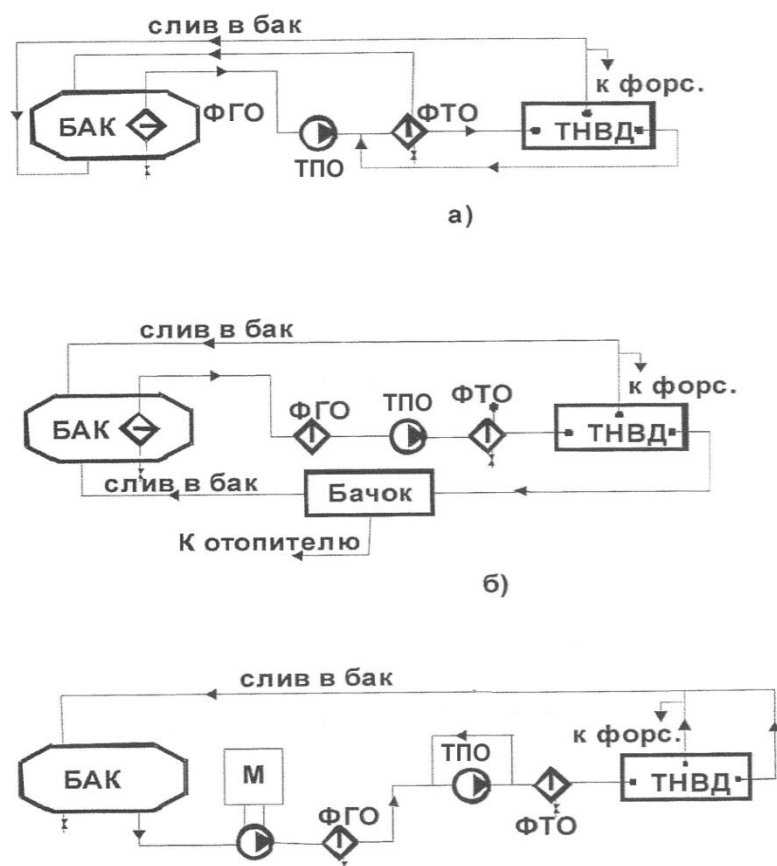 слив в бак
к форс.
БАК
ФГО
ТПО
ФТО
ТНВД
а)
слив в бак
к форс.
БАК
ФГО
ТПО
ФТО
ТНВД
слив в бак
Бачок
К отопителю
б)
слив в бак
к форс.
БАК
М
ФГО
ТПО
ФТО
ТНВД